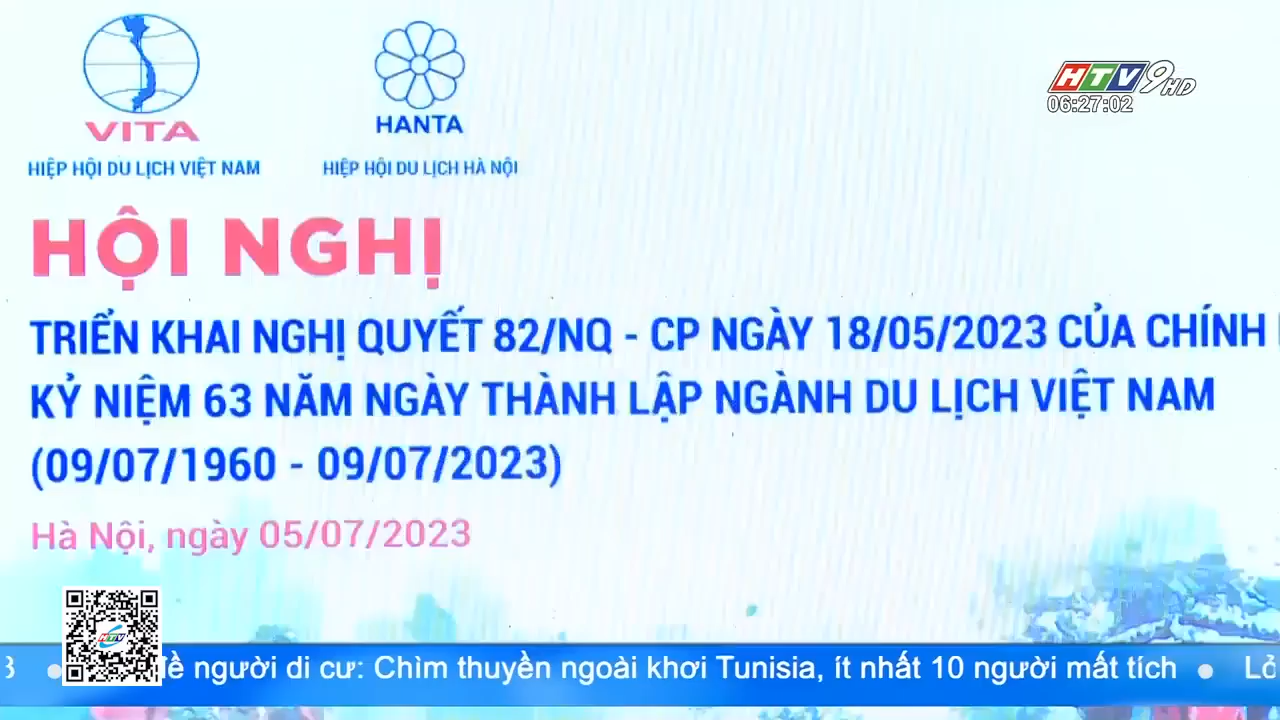 VITA
HIỆP HỘI DU LỊCH VIỆT NAM
HANTA
HIỆP HỘI DU LỊCH HÀ NỘI
HTV9 HD
06:27:02
HỘI NGHỊ
TRIỂN KHAI NGHỊ QUYẾT 82/NQ - CP NGÀY 18/05/2023 CỦA CHÍNH
KỶ NIỆM 63 NĂM NGÀY THÀNH LẬP NGÀNH DU LỊCH VIỆT NAM
(09/07/1960 - 09/07/2023)
Hà Nội, ngày 05/07/2023
HTV
người di cư: Chìm thuyền ngoài khơi Tunisia, ít nhất 10 người mất tích